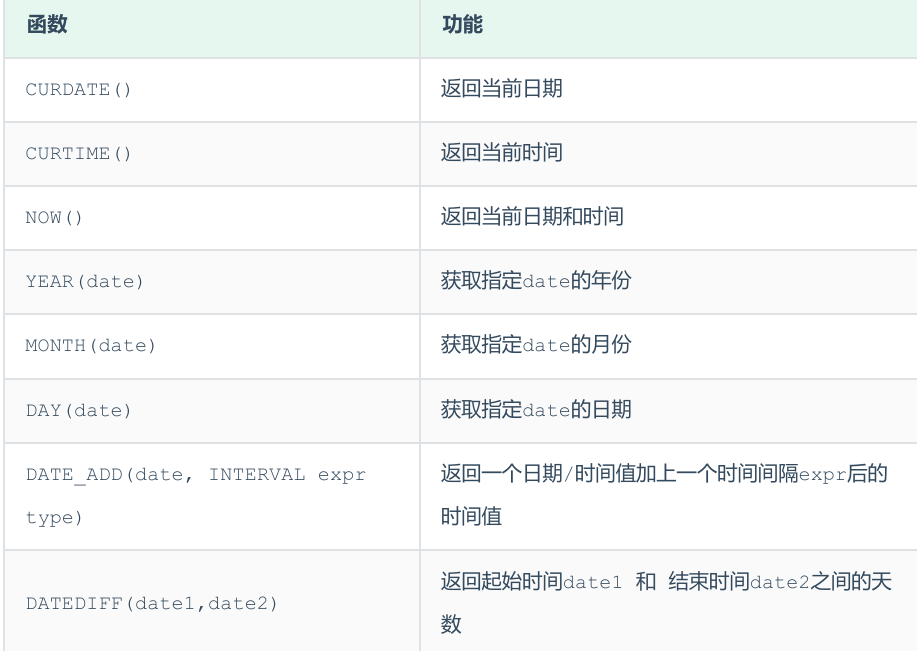 函数 功能
CURDATE() 返回当前日期
CURTIME() 返回当前时间
NOW() 返回当前日期和时间
YEAR(date) 获取指定date的年份
MONTH(date) 获取指定date的月份
DAY(date) 获取指定date的日期
DATE_ADD(date, INTERVAL expr
type)
返回一个日期/时间值加上一个时间间隔expr后的
时间值
DATEDIFF(date1,date2)
返回起始时间date1 和 结束时间date2之间的天
数